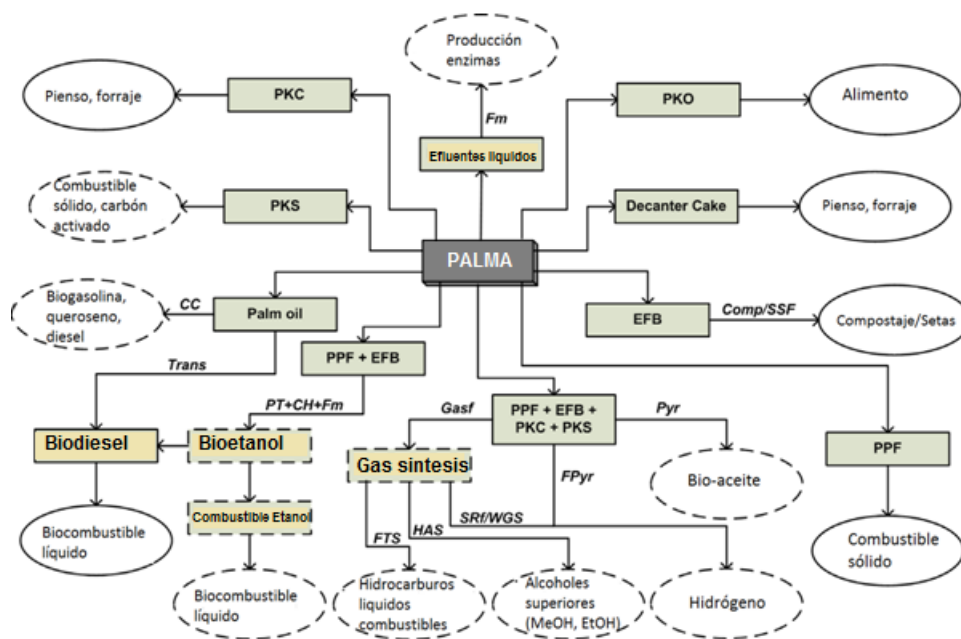 Producción
enzimas
Pienso, forraje
PKC
PKO
Alimento
Fm
Efluentes líquidos
Combustible
sólido, carbón
activado
PKS
Decanter Cake
Pienso, forraje
PALMA
Biogasolina,
queroseno,
diesel
CC
Palm oil
EFB
Comp/SSF
Compostaje/Setas
PPF + EFB
Trans
PT+CH+Fm
Gasf
PPF + EFB +
PKC + PKS
Pyr
Biodiesel
Bioetanol
Gas sintesis
FPyr
Bio-aceite
PPF
Combustible Etanol
SRf/WGS
FTS
HAS
Biocombustible
líquido
Combustible
sólido
Biocombustible
líquido
Hidrocarburos
liquidos
combustibles
Alcoholes
superiores
(MeOH, EtOH)
Hidrógeno